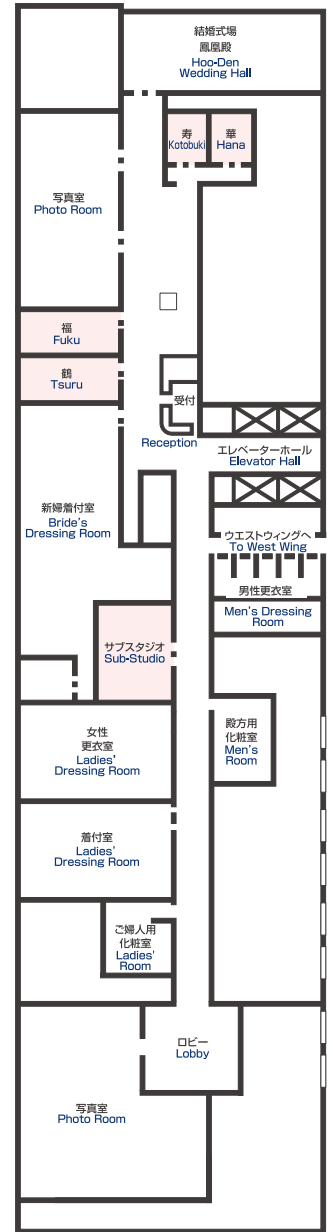 結婚式場
鳳凰殿
Hoo-Den
Wedding Hall
寿
Kotobuki
華
Hana
写真室
Photo Room
福
Fuku
鶴
Tsuru
受付
Reception
エレベーターホール
Elevator Hall
新婦着付室
Bride's
Dressing Room
ウエストウィングへ
To West Wing
男性更衣室
Men's Dressing
Room
サブスタジオ
Sub-Studio
女性
更衣室
Ladies'
Dressing Room
殿方用
化粧室
Men's
Room
着付室
Ladies'
Dressing Room
ご婦人用
化粧室
Ladies'
Room
ロビー
Lobby
写真室
Photo Room